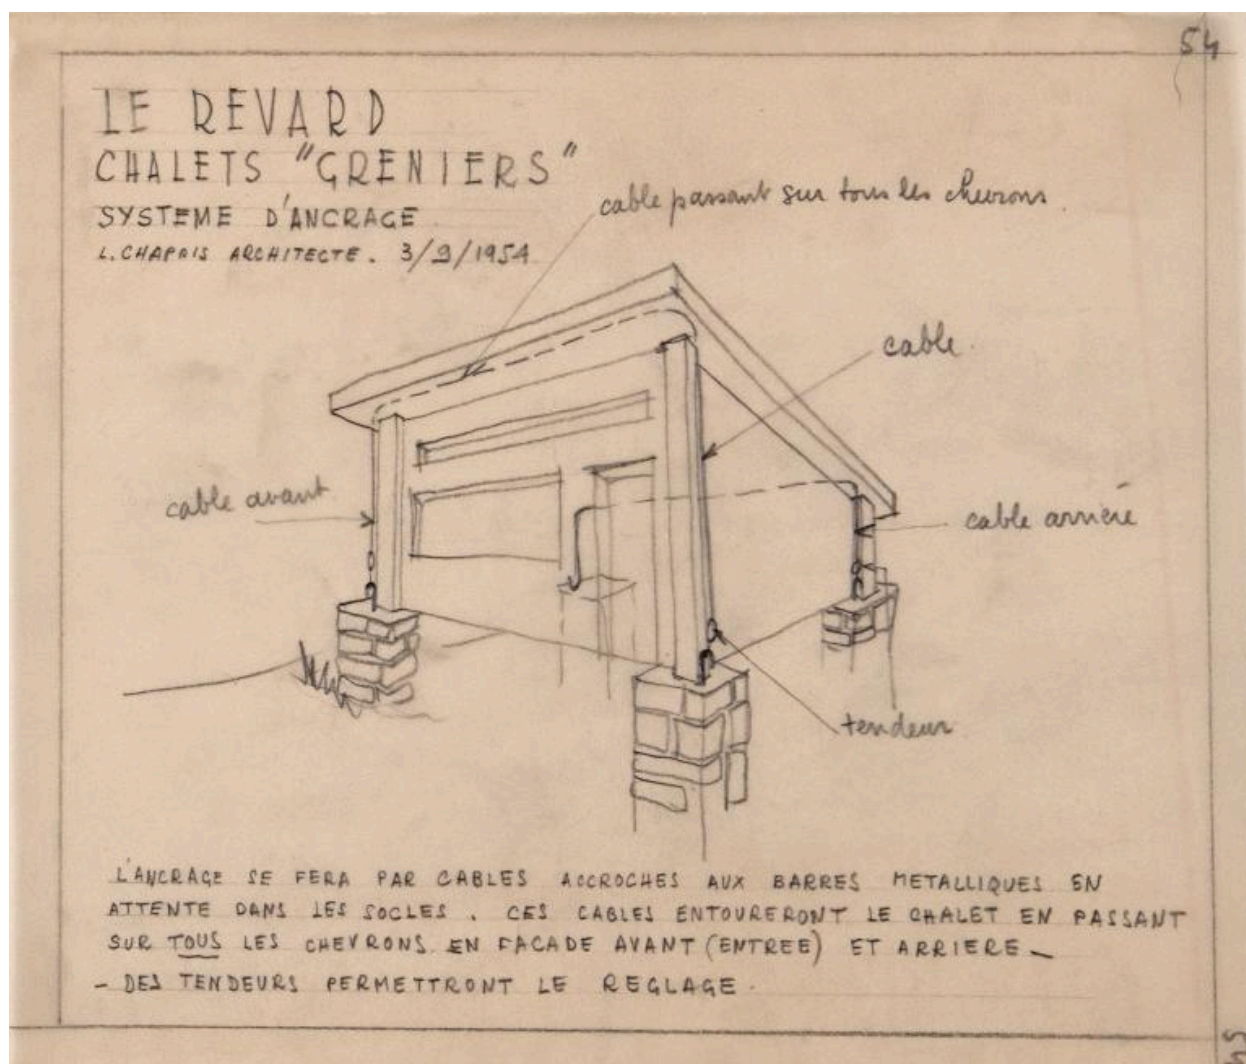 54
LE REVARD
CHALETS "GRENIERS"
SYSTEME D'ANCRAGE
L. CHAPPIS ARCHITECTE. 3/9/1954
cable passant sur tous les chevrons.
cable.
cable avant
cable arrière
tendeur
L'ANCRAGE SE FERA PAR CABLES ACCROCHES AUX BARRES METALLIQUES EN
ATTENTE DANS LES SOCLES. CES CABLES ENTOURERONT LE CHALET EN PASSANT
SUR TOUS LES CHEVRONS EN FACADE AVANT (ENTREE) ET ARRIERE -
- DES TENDEURS PERMETTRONT LE REGLAGE.